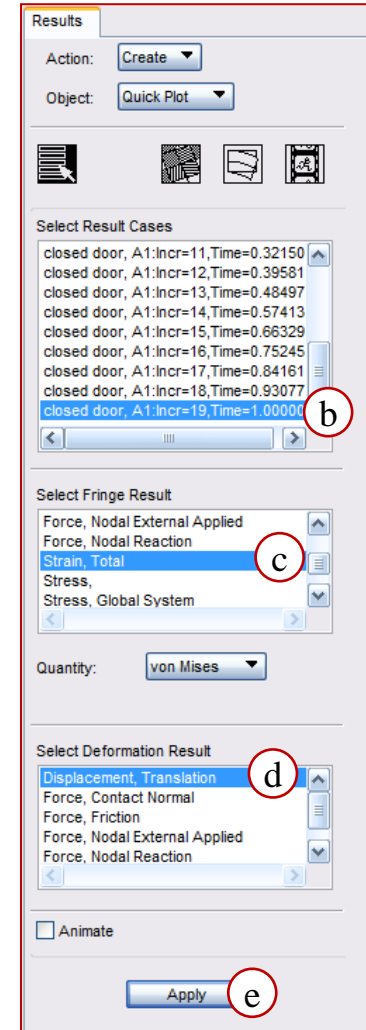 Results
Action: Create
Object: Quick Plot
Select Result Cases
closed door, A1:Incr=11,Time=0.32150
closed door, A1:Incr=12,Time=0.39581
closed door, A1:Incr=13,Time=0.48497
closed door, A1:Incr=14,Time=0.57413
closed door, A1:Incr=15,Time=0.66329
closed door, A1:Incr=16,Time=0.75245
closed door, A1:Incr=17,Time=0.84161
closed door, A1:Incr=18,Time=0.93077
closed door, A1:Incr=19,Time=1.00000
b
Select Fringe Result
Force, Nodal External Applied
Force, Nodal Reaction
Strain, Total
c
Stress,
Stress, Global System
Quantity: von Mises
Select Deformation Result
Displacement, Translation
d
Force, Contact Normal
Force, Friction
Force, Nodal External Applied
Force, Nodal Reaction
Animate
Apply
e